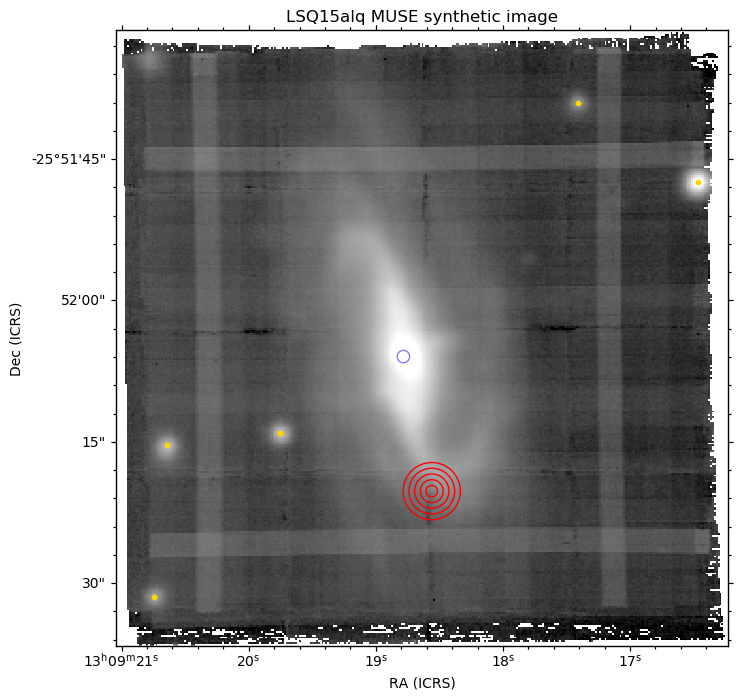 LSQ15alq MUSE synthetic image
-25°51'45"
52'00"
15"
30"
Dec (ICRS)
13ʰ09ᵐ21ˢ 20ˢ 19ˢ 18ˢ 17ˢ
RA (ICRS)